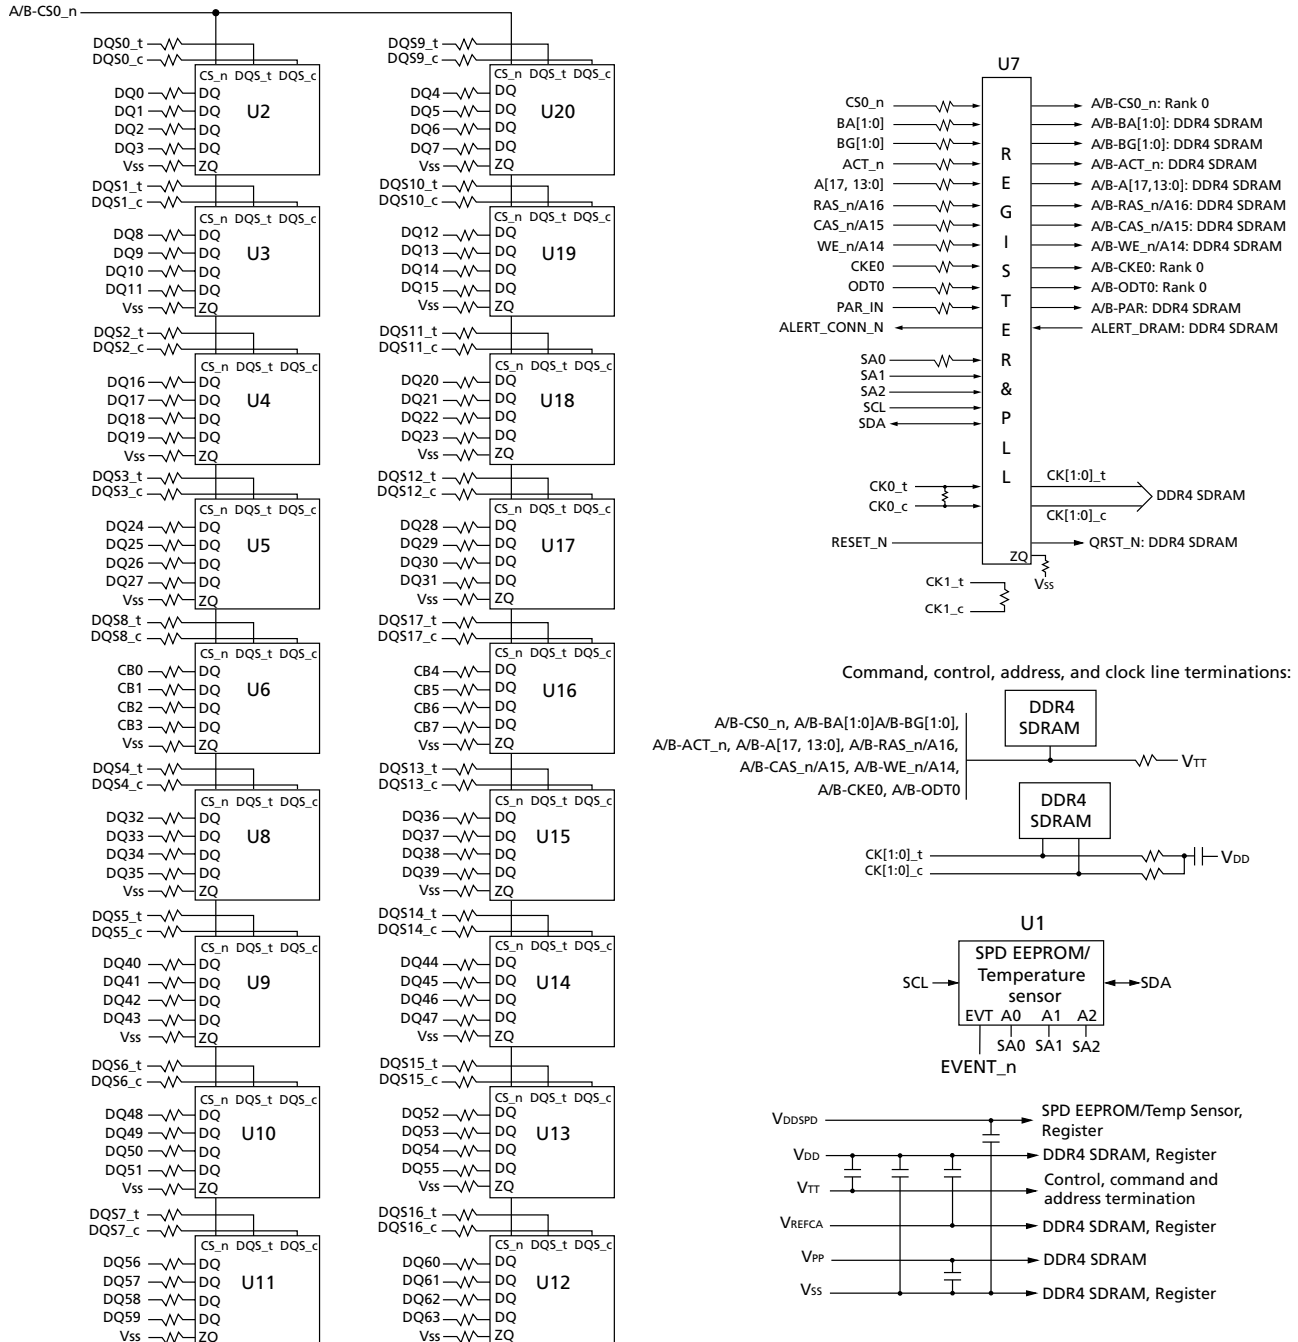 A/B-CS0_n
DQS0_t
DQS0_c
CS_n DQS_t DQS_c
DQ0 DQ
DQ1 DQ
DQ2 DQ
DQ3 DQ
Vss ZQ
U2
DQS1_t
DQS1_c
CS_n DQS_t DQS_c
DQ8 DQ
DQ9 DQ
DQ10 DQ
DQ11 DQ
Vss ZQ
U3
DQS2_t
DQS2_c
CS_n DQS_t DQS_c
DQ16 DQ
DQ17 DQ
DQ18 DQ
DQ19 DQ
Vss ZQ
U4
DQS3_t
DQS3_c
CS_n DQS_t DQS_c
DQ24 DQ
DQ25 DQ
DQ26 DQ
DQ27 DQ
Vss ZQ
U5
DQS8_t
DQS8_c
CS_n DQS_t DQS_c
CB0 DQ
CB1 DQ
CB2 DQ
CB3 DQ
Vss ZQ
U6
DQS4_t
DQS4_c
CS_n DQS_t DQS_c
DQ32 DQ
DQ33 DQ
DQ34 DQ
DQ35 DQ
Vss ZQ
U8
DQS5_t
DQS5_c
CS_n DQS_t DQS_c
DQ40 DQ
DQ41 DQ
DQ42 DQ
DQ43 DQ
Vss ZQ
U9
DQS6_t
DQS6_c
CS_n DQS_t DQS_c
DQ48 DQ
DQ49 DQ
DQ50 DQ
DQ51 DQ
Vss ZQ
U10
DQS7_t
DQS7_c
CS_n DQS_t DQS_c
DQ56 DQ
DQ57 DQ
DQ58 DQ
DQ59 DQ
Vss ZQ
U11
DQS9_t
DQS9_c
CS_n DQS_t DQS_c
DQ4 DQ
DQ5 DQ
DQ6 DQ
DQ7 DQ
Vss ZQ
U20
DQS10_t
DQS10_c
CS_n DQS_t DQS_c
DQ12 DQ
DQ13 DQ
DQ14 DQ
DQ15 DQ
Vss ZQ
U19
DQS11_t
DQS11_c
CS_n DQS_t DQS_c
DQ20 DQ
DQ21 DQ
DQ22 DQ
DQ23 DQ
Vss ZQ
U18
DQS12_t
DQS12_c
CS_n DQS_t DQS_c
DQ28 DQ
DQ29 DQ
DQ30 DQ
DQ31 DQ
Vss ZQ
U17
DQS17_t
DQS17_c
CS_n DQS_t DQS_c
CB4 DQ
CB5 DQ
CB6 DQ
CB7 DQ
Vss ZQ
U16
DQS13_t
DQS13_c
CS_n DQS_t DQS_c
DQ36 DQ
DQ37 DQ
DQ38 DQ
DQ39 DQ
Vss ZQ
U15
DQS14_t
DQS14_c
CS_n DQS_t DQS_c
DQ44 DQ
DQ45 DQ
DQ46 DQ
DQ47 DQ
Vss ZQ
U14
DQS15_t
DQS15_c
CS_n DQS_t DQS_c
DQ52 DQ
DQ53 DQ
DQ54 DQ
DQ55 DQ
Vss ZQ
U13
DQS16_t
DQS16_c
CS_n DQS_t DQS_c
DQ60 DQ
DQ61 DQ
DQ62 DQ
DQ63 DQ
Vss ZQ
U12
U7
REGISTER & PLL
CS0_n A/B-CS0_n: Rank 0
BA[1:0] A/B-BA[1:0]: DDR4 SDRAM
BG[1:0] A/B-BG[1:0]: DDR4 SDRAM
ACT_n A/B-ACT_n: DDR4 SDRAM
A[17, 13:0] A/B-A[17,13:0]: DDR4 SDRAM
RAS_n/A16 A/B-RAS_n/A16: DDR4 SDRAM
CAS_n/A15 A/B-CAS_n/A15: DDR4 SDRAM
WE_n/A14 A/B-WE_n/A14: DDR4 SDRAM
CKE0 A/B-CKE0: Rank 0
ODT0 A/B-ODT0: Rank 0
PAR_IN A/B-PAR: DDR4 SDRAM
ALERT_CONN_N ALERT_DRAM: DDR4 SDRAM
SA0
SA1
SA2
SCL
SDA
CK0_t CK[1:0]_t
DDR4 SDRAM
CK0_c CK[1:0]_c
RESET_N QRST_N: DDR4 SDRAM
ZQ
Vss
CK1_t
CK1_c
Command, control, address, and clock line terminations:
DDR4
SDRAM
A/B-CS0_n, A/B-BA[1:0]A/B-BG[1:0],
A/B-ACT_n, A/B-A[17, 13:0], A/B-RAS_n/A16,
A/B-CAS_n/A15, A/B-WE_n/A14,
A/B-CKE0, A/B-ODT0
VTT
DDR4
SDRAM
CK[1:0]_t
CK[1:0]_c
VDD
U1
SPD EEPROM/
Temperature
sensor
SCL SDA
EVT A0 A1 A2
SA0 SA1 SA2
EVENT_n
VDDSPD SPD EEPROM/Temp Sensor,
Register
VDD DDR4 SDRAM, Register
VTT Control, command and
address termination
VREFCA DDR4 SDRAM, Register
VPP DDR4 SDRAM
Vss DDR4 SDRAM, Register